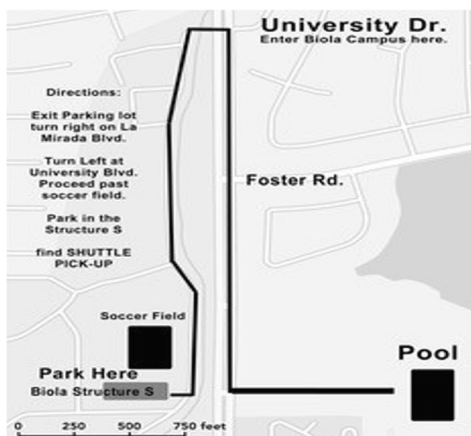 University Dr.
Enter Biola Campus here.
Directions:
Exit Parking lot
turn right on La
Mirada Blvd.
Turn Left at
University Blvd.
Proceed past
soccer field.
Park in the
Structure S
find SHUTTLE
PICK-UP
Foster Rd.
Soccer Field
Park Here
Biola Structure S
Pool
0 250 500 750 feet